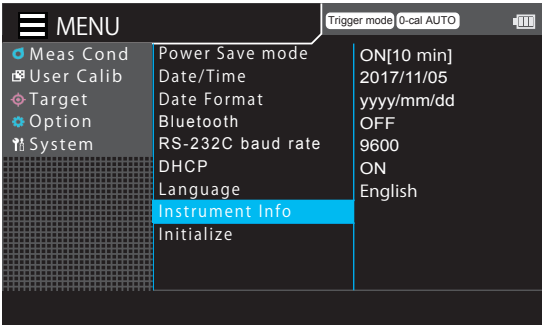 MENU
Trigger mode 0-cal AUTO
Meas Cond
User Calib
Target
Option
System
Power Save mode ON[10 min]
Date/Time 2017/11/05
Date Format yyyy/mm/dd
Bluetooth OFF
RS-232C baud rate 9600
DHCP ON
Language English
Instrument Info
Initialize